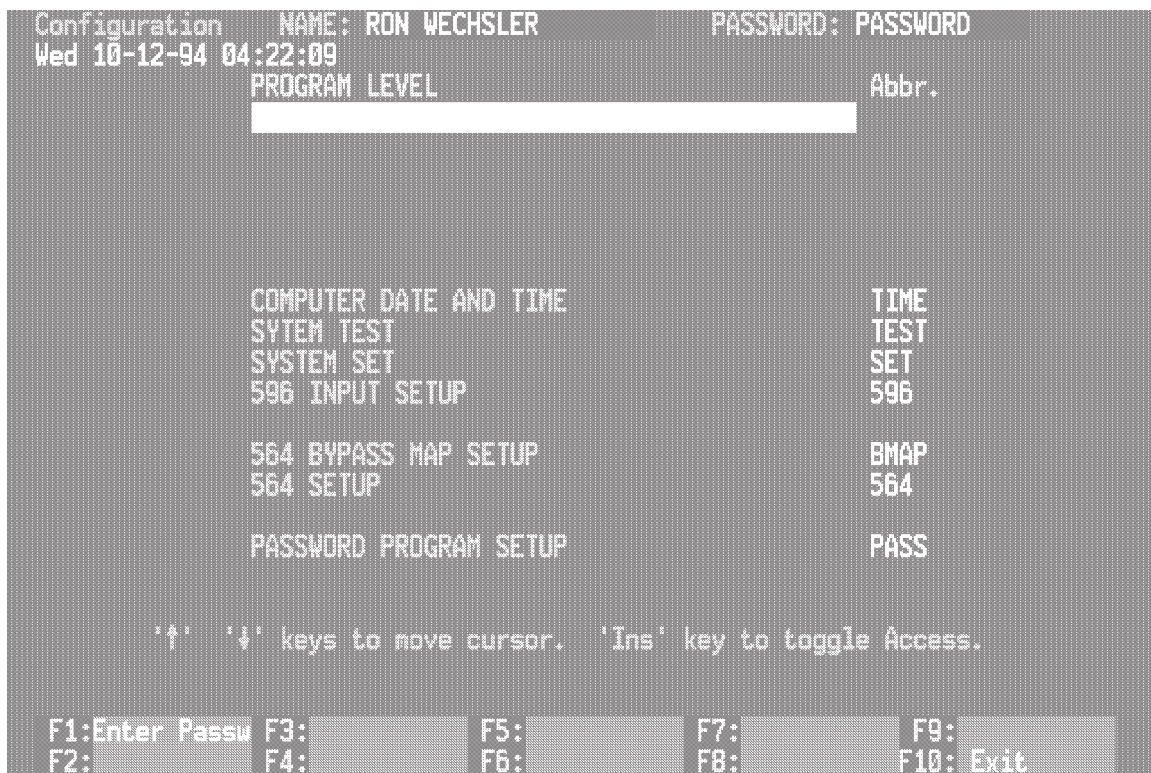 Configuration NAME: RON WECHSLER PASSWORD: PASSWORD
Wed 10-12-94 04:22:09
PROGRAM LEVEL Abbr.
COMPUTER DATE AND TIME TIME
SYTEM TEST TEST
SYSTEM SET SET
596 INPUT SETUP 596
564 BYPASS MAP SETUP BMAP
564 SETUP 564
PASSWORD PROGRAM SETUP PASS
'↑' '↓' keys to move cursor. 'Ins' key to toggle Access.
F1:Enter Passw F3: F5: F7: F9:
F2: F4: F6: F8: F10: Exit